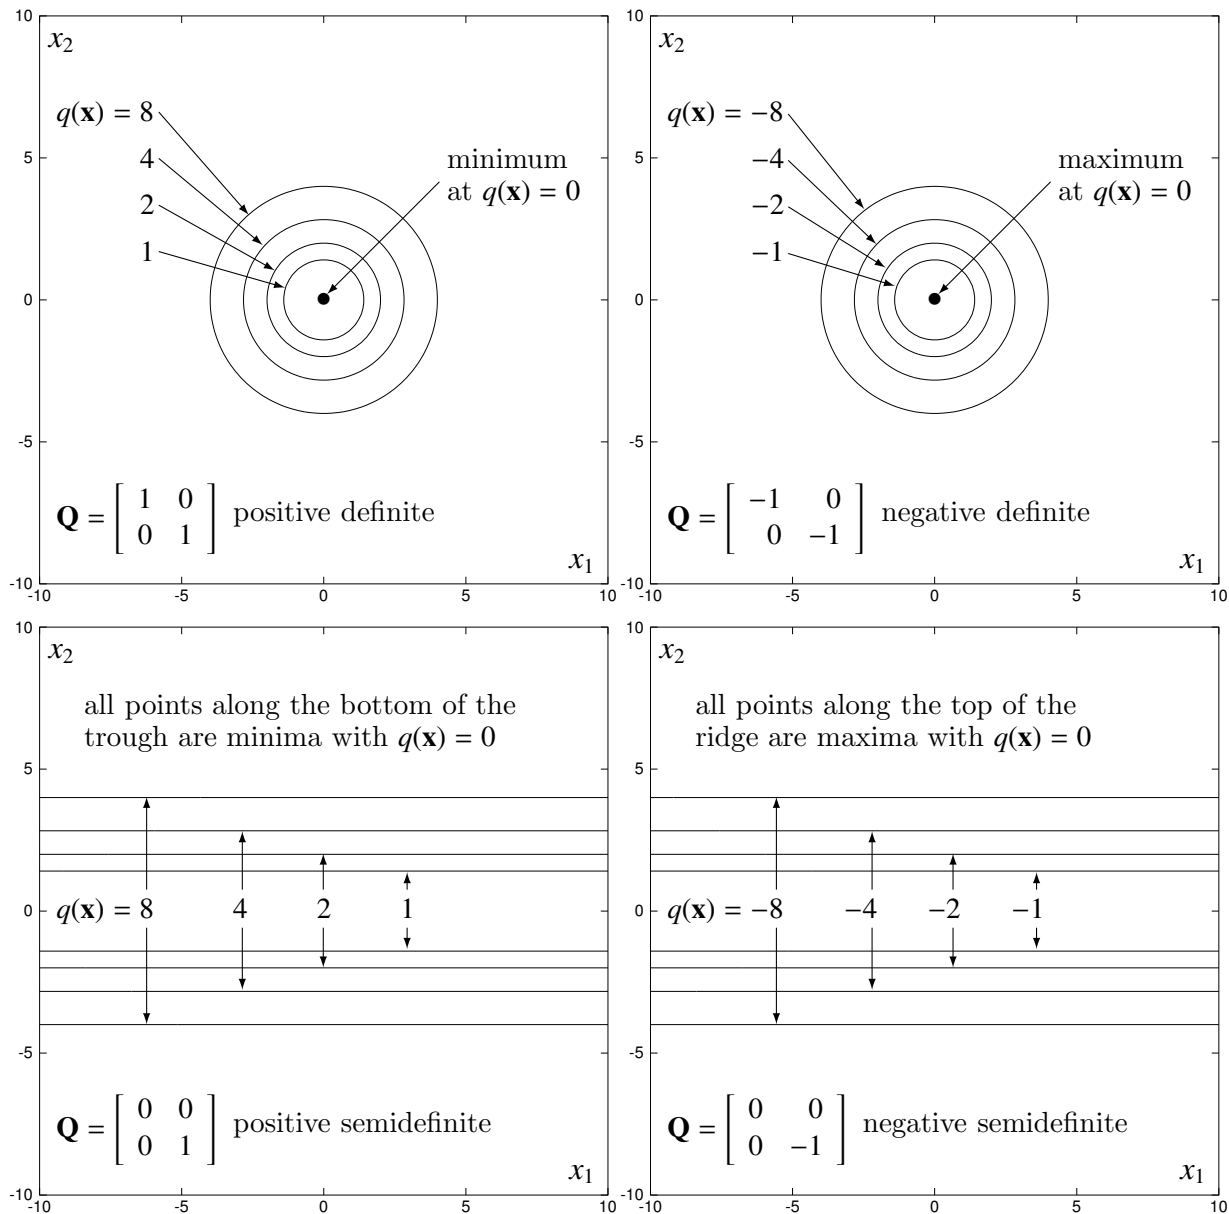 10
x₂
q(𝐱) = 8
4
2
1
minimum
at q(𝐱) = 0
5
0
-5
𝐐 = [ 1 0
0 1 ] positive definite
x₁
-10
-10 -5 0 5 10
10
x₂
q(𝐱) = −8
−4
−2
−1
maximum
at q(𝐱) = 0
5
0
-5
𝐐 = [ −1 0
0 −1 ] negative definite
x₁
-10
-10 -5 0 5 10
10
x₂
all points along the bottom of the
trough are minima with q(𝐱) = 0
5
0
q(𝐱) = 8 4 2 1
-5
𝐐 = [ 0 0
0 1 ] positive semidefinite
x₁
-10
-10 -5 0 5 10
10
x₂
all points along the top of the
ridge are maxima with q(𝐱) = 0
5
0
q(𝐱) = −8 −4 −2 −1
-5
𝐐 = [ 0 0
0 −1 ] negative semidefinite
x₁
-10
-10 -5 0 5 10